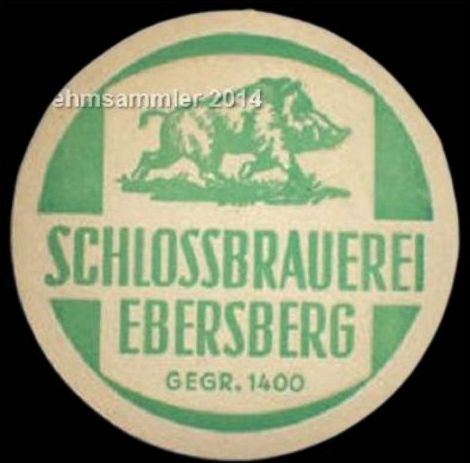 ehmsammler 2014
SCHLOSSBRAUEREI
EBERSBERG
GEGR. 1400